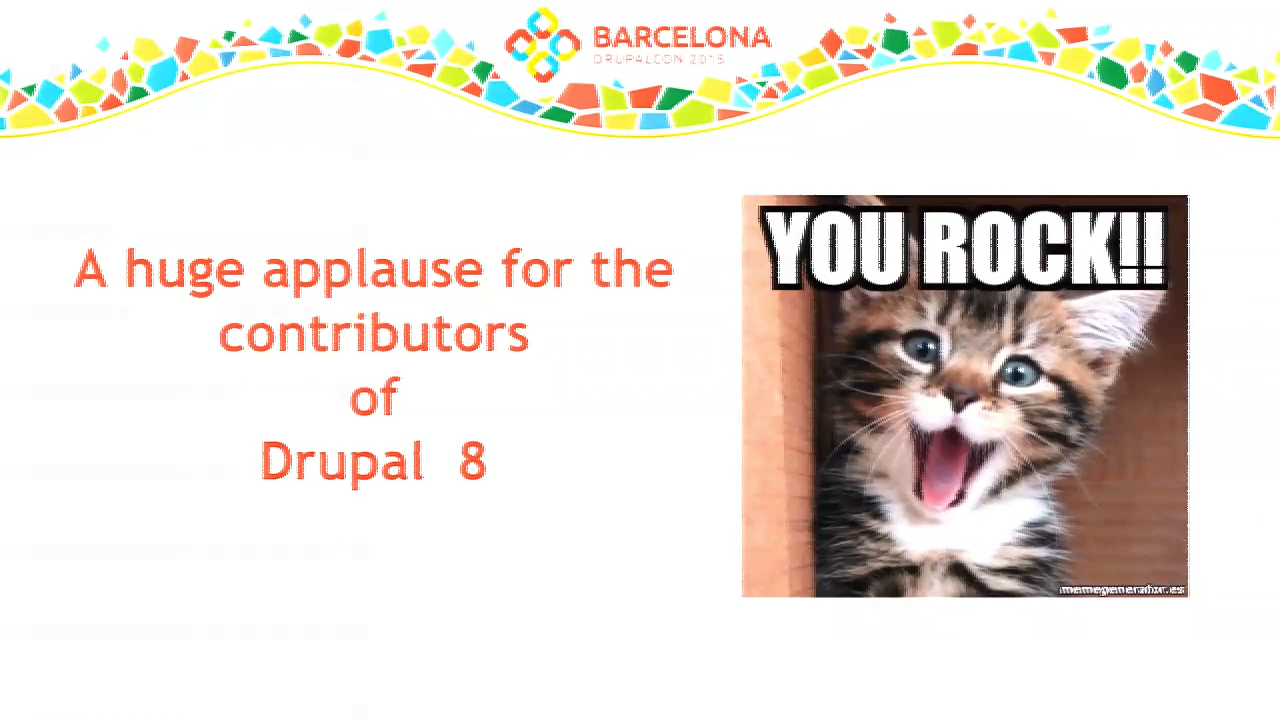 BARCELONA
DRUPALCON 2015
A huge applause for the
contributors
of
Drupal 8
YOU ROCK!!
memegenerator.es